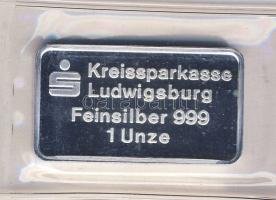 Kreissparkasse
Ludwigsburg
Feinsilber 999
1 Unze